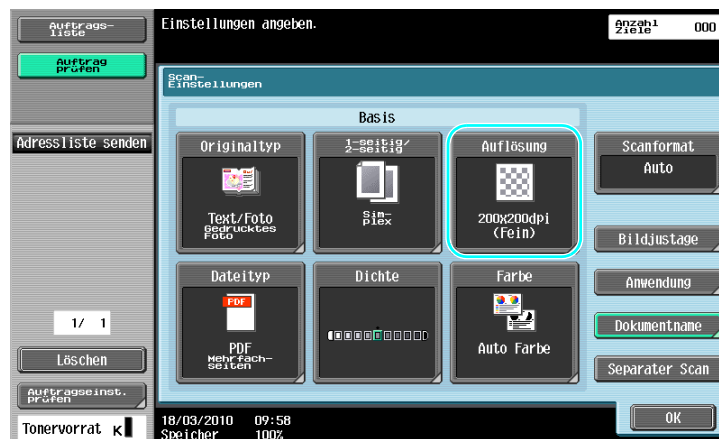 Auftrags-
liste
Auftrag
prüfen
Adressliste senden
1/ 1
Löschen
Auftragseinst.
prüfen
Tonervorrat K
Einstellungen angeben.
Anzahl
Ziele 000
Scan-
Einstellungen
Basis
Originaltyp
Text/Foto
Gedrucktes
Foto
1-seitig/
2-seitig
Sim-
plex
Auflösung
200x200dpi
(Fein)
Dateityp
PDF
PDF
Mehrfach-
seiten
Dichte
Farbe
Auto Farbe
Scanformat
Auto
Bildjustage
Anwendung
Dokumentname
Separater Scan
OK
18/03/2010 09:58
Speicher 100%